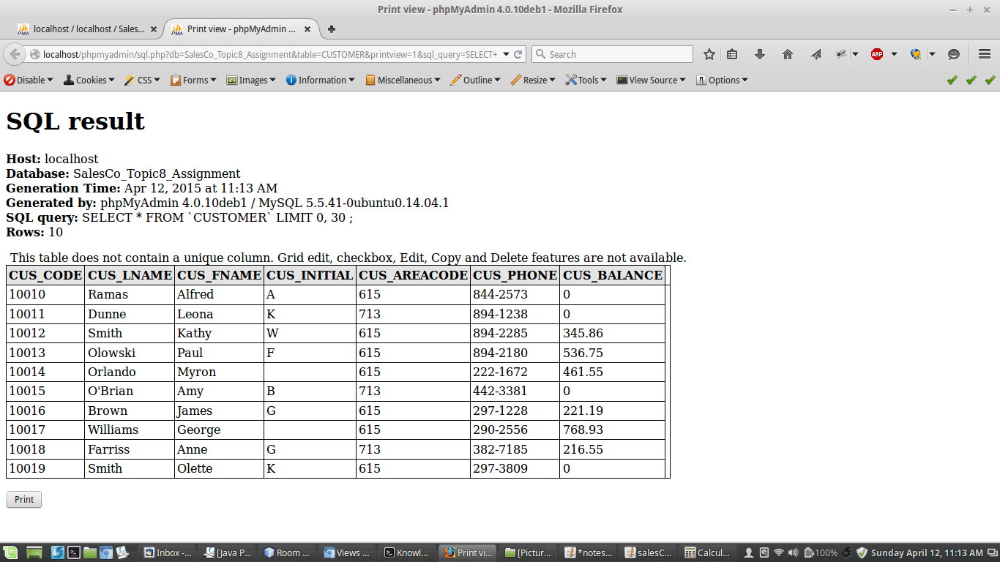 Print view - phpMyAdmin 4.0.10deb1 - Mozilla Firefox
localhost / localhost / Sales... Print view - phpMyAdmin ...
localhost/phpmyadmin/sql.php?db=SalesCo_Topic8_Assignment&table=CUSTOMER&printview=1&sql_query=SELECT+ Search ABP
Disable Cookies CSS Forms Images Information Miscellaneous Outline Resize Tools View Source Options
SQL result
Host: localhost
Database: SalesCo_Topic8_Assignment
Generation Time: Apr 12, 2015 at 11:13 AM
Generated by: phpMyAdmin 4.0.10deb1 / MySQL 5.5.41-0ubuntu0.14.04.1
SQL query: SELECT * FROM `CUSTOMER` LIMIT 0, 30 ;
Rows: 10
This table does not contain a unique column. Grid edit, checkbox, Edit, Copy and Delete features are not available.
CUS_CODE CUS_LNAME CUS_FNAME CUS_INITIAL CUS_AREACODE CUS_PHONE CUS_BALANCE
10010 Ramas Alfred A 615 844-2573 0
10011 Dunne Leona K 713 894-1238 0
10012 Smith Kathy W 615 894-2285 345.86
10013 Olowski Paul F 615 894-2180 536.75
10014 Orlando Myron 615 222-1672 461.55
10015 O'Brian Amy B 713 442-3381 0
10016 Brown James G 615 297-1228 221.19
10017 Williams George 615 290-2556 768.93
10018 Farriss Anne G 713 382-7185 216.55
10019 Smith Olette K 615 297-3809 0
Print
Inbox -... [Java P... Room ... Views ... Knowl... Print vi... [Pictur... *notes... salesC... Calcul... 100% Sunday April 12, 11:13 AM